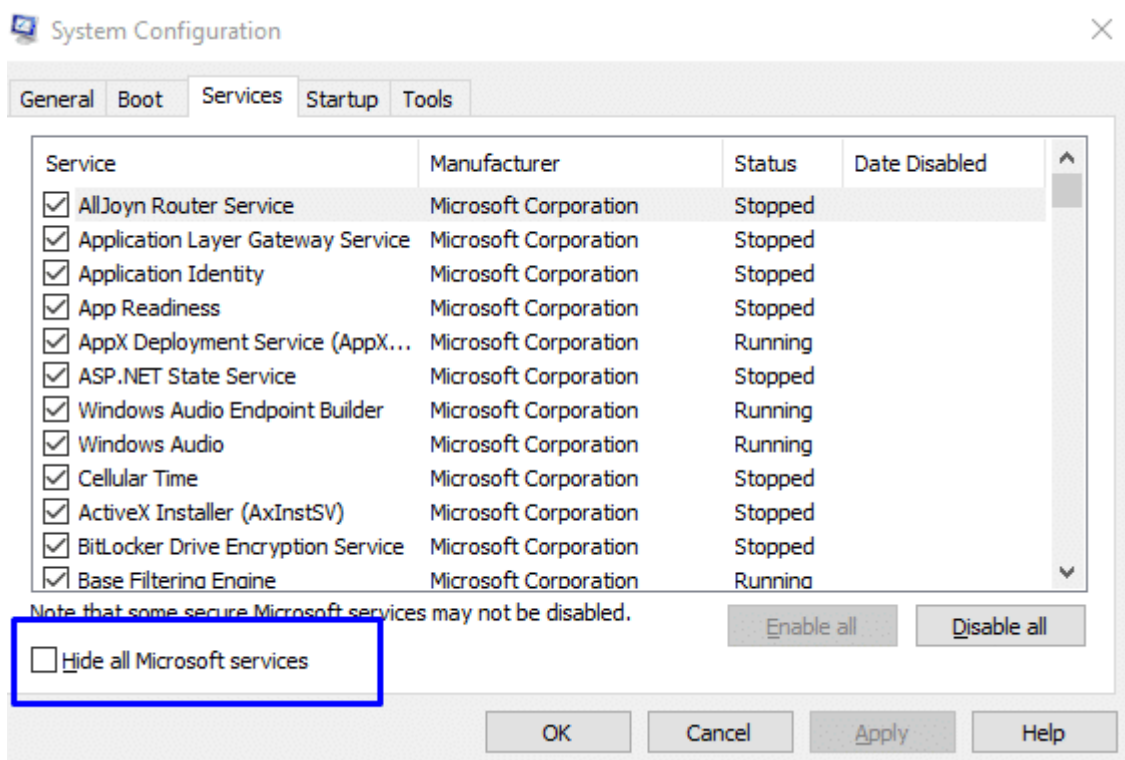 System Configuration
General Boot Services Startup Tools
Service Manufacturer Status Date Disabled
AllJoyn Router Service Microsoft Corporation Stopped
Application Layer Gateway Service Microsoft Corporation Stopped
Application Identity Microsoft Corporation Stopped
App Readiness Microsoft Corporation Stopped
AppX Deployment Service (AppX... Microsoft Corporation Running
ASP.NET State Service Microsoft Corporation Stopped
Windows Audio Endpoint Builder Microsoft Corporation Running
Windows Audio Microsoft Corporation Running
Cellular Time Microsoft Corporation Stopped
ActiveX Installer (AxInstSV) Microsoft Corporation Stopped
BitLocker Drive Encryption Service Microsoft Corporation Stopped
Base Filtering Engine Microsoft Corporation Running
Note that some secure Microsoft services may not be disabled.
Enable all Disable all
Hide all Microsoft services
OK Cancel Apply Help